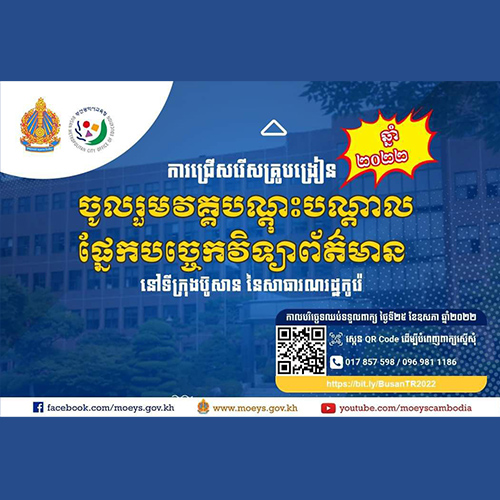 ឆ្នាំ
២០២២
ការជ្រើសរើសគ្រូបង្រៀន
ចូលរួមវគ្គបណ្តុះបណ្តាល
ផ្នែកបច្ចេកវិទ្យាព័ត៌មាន
នៅទីក្រុងប៊ូសាន នៃសាធារណរដ្ឋកូរ៉េ
កាលបរិច្ឆេទឈប់ទទួលពាក្យ ថ្ងៃទី២៥ ខែឧសភា ឆ្នាំ២០២២
ស្កេន QR Code ដើម្បីបំពេញពាក្យស្នើសុំ
017 857 598 / 096 981 1186
https://bit.ly/BusanTR2022
facebook.com/moeys.gov.kh
www.moeys.gov.kh
youtube.com/moeyscambodia